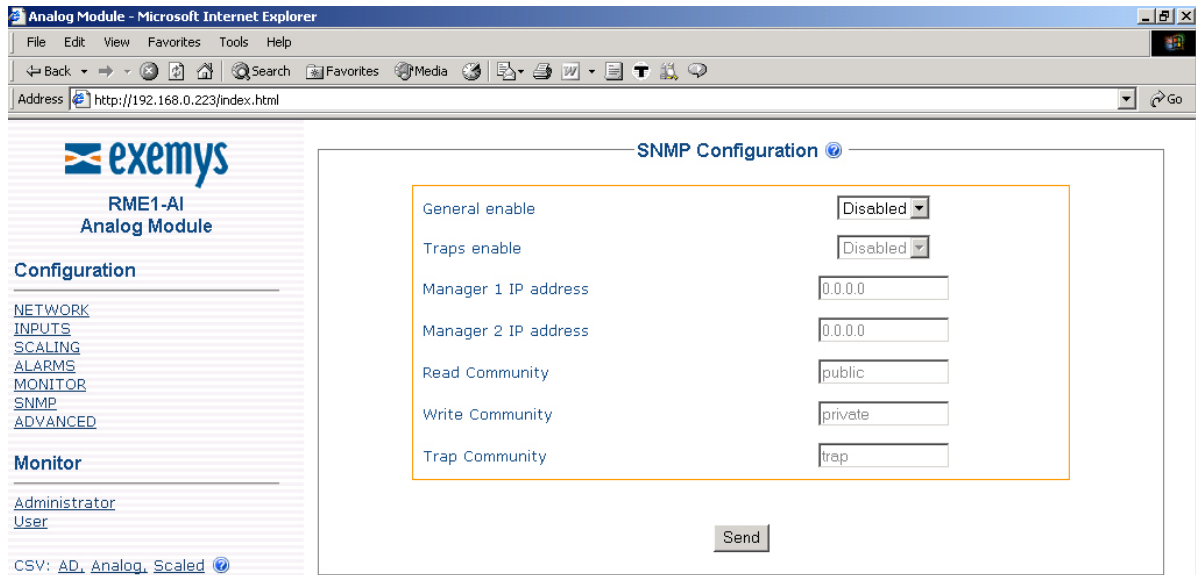 Analog Module - Microsoft Internet Explorer
File Edit View Favorites Tools Help
Back Search Favorites Media
Address http://192.168.0.223/index.html Go
exemys
RME1-AI
Analog Module
Configuration
NETWORK
INPUTS
SCALING
ALARMS
MONITOR
SNMP
ADVANCED
Monitor
Administrator
User
CSV: AD, Analog, Scaled ?
SNMP Configuration ?
General enable Disabled
Traps enable Disabled
Manager 1 IP address 0.0.0.0
Manager 2 IP address 0.0.0.0
Read Community public
Write Community private
Trap Community trap
Send